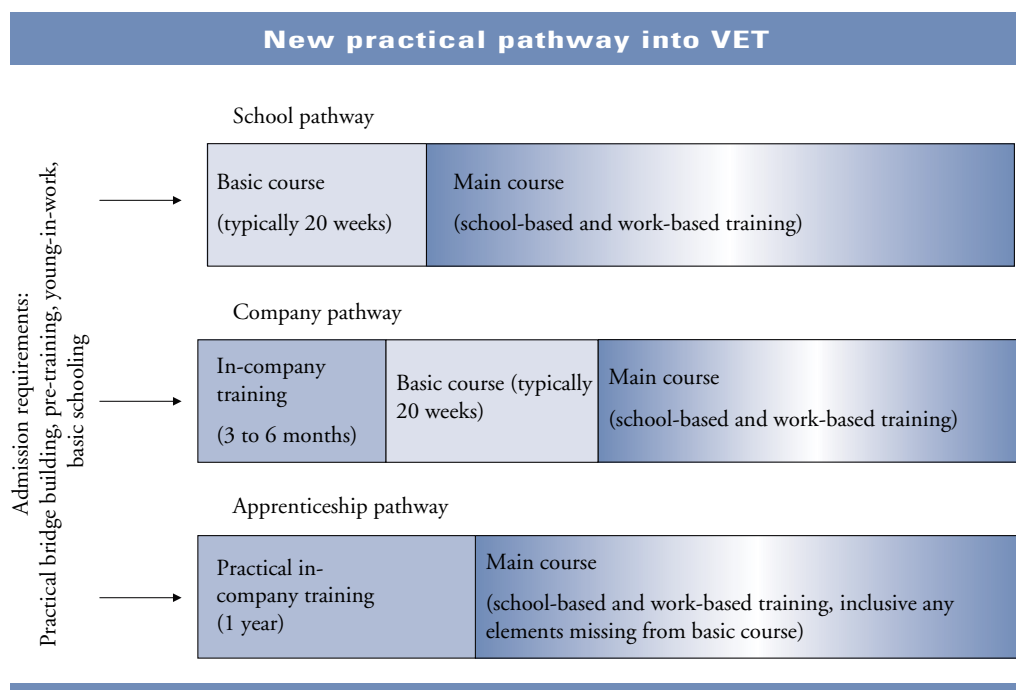 New practical pathway into VET
Admission requirements:
Practical bridge building, pre-training, young-in-work,
basic schooling
School pathway
Basic course
(typically 20 weeks)
Main course
(school-based and work-based training)
Company pathway
In-company
training
(3 to 6 months)
Basic course (typically
20 weeks)
Main course
(school-based and work-based training)
Apprenticeship pathway
Practical in-
company training
(1 year)
Main course
(school-based and work-based training, inclusive any
elements missing from basic course)